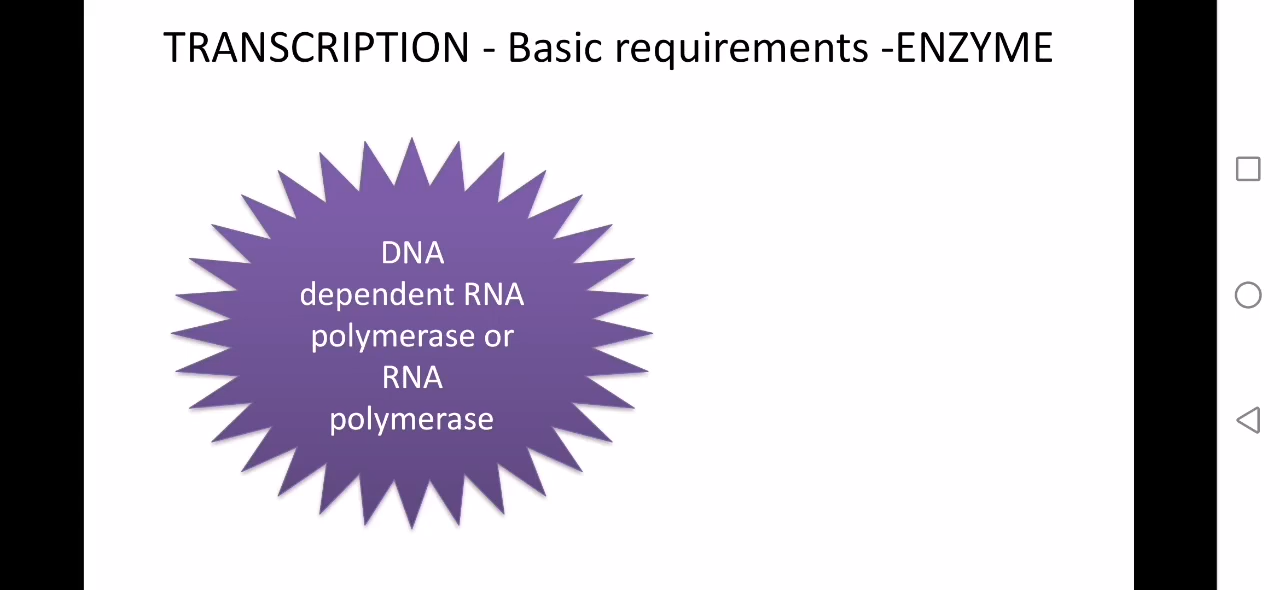 TRANSCRIPTION - Basic requirements -ENZYME
DNA
dependent RNA
polymerase or
RNA
polymerase